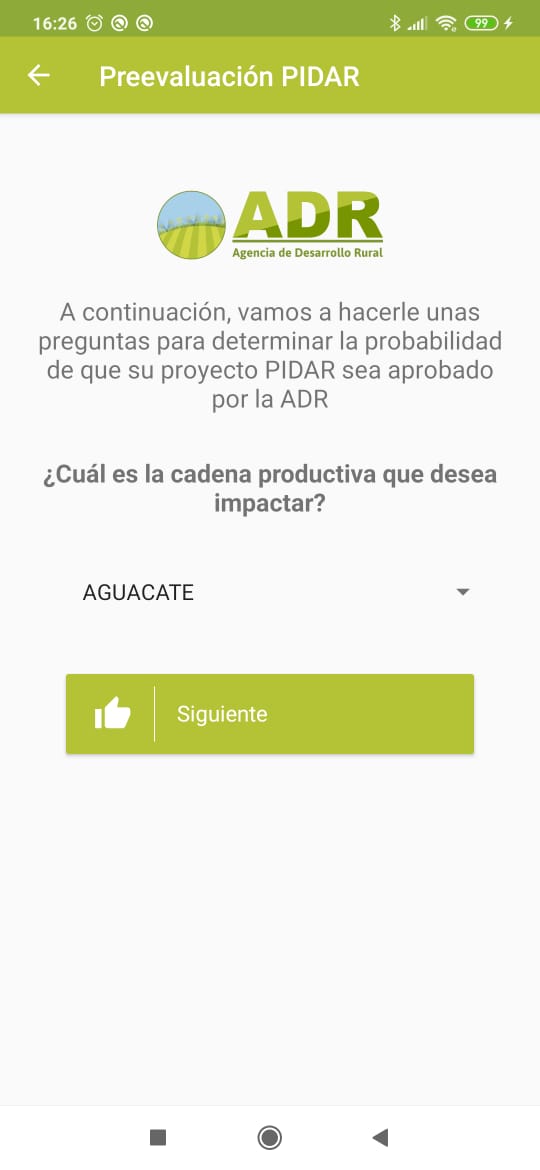 16:26
99
Preevaluación PIDAR
ADR
Agencia de Desarrollo Rural
A continuación, vamos a hacerle unas
preguntas para determinar la probabilidad
de que su proyecto PIDAR sea aprobado
por la ADR
¿Cuál es la cadena productiva que desea
impactar?
AGUACATE
Siguiente